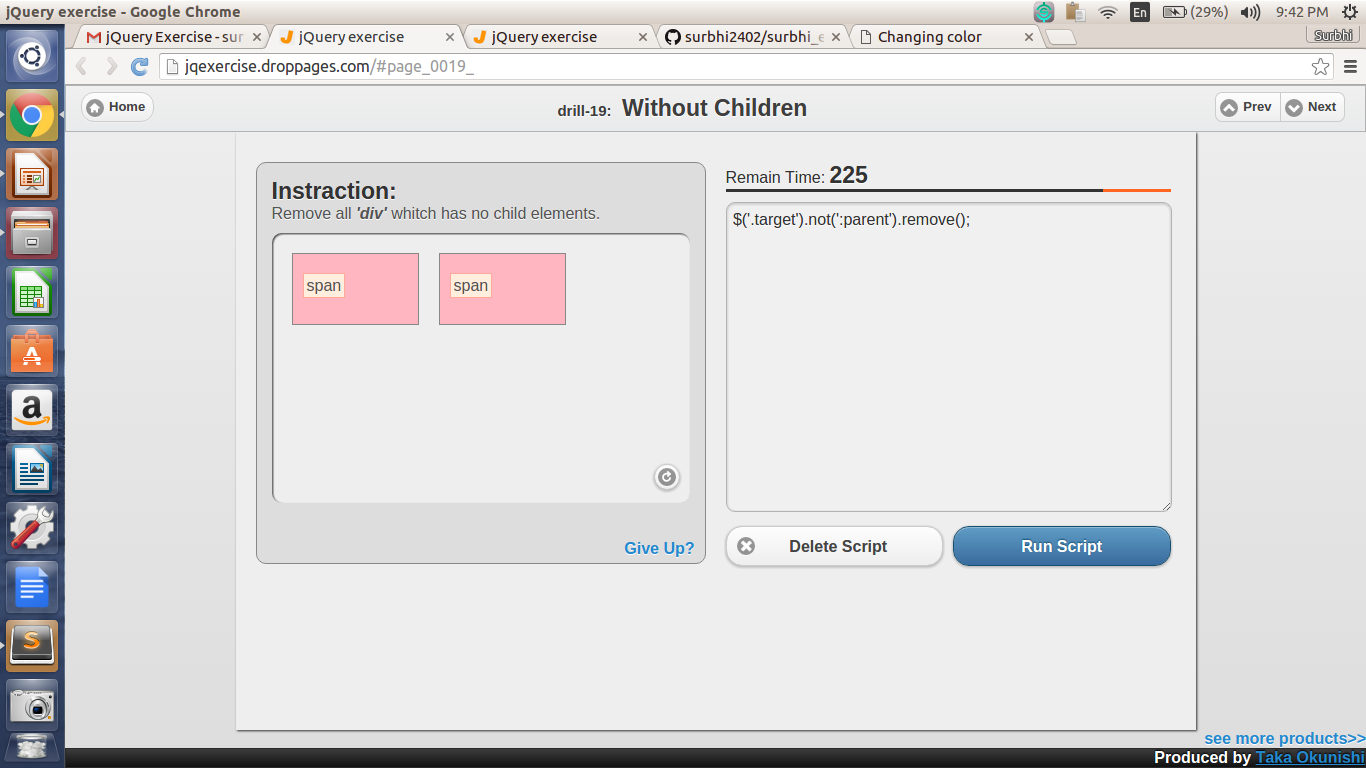 jQuery exercise - Google Chrome
En (29%) 9:42 PM
jQuery Exercise - sur
jQuery exercise
jQuery exercise
surbhi2402/surbhi_e
Changing color
Surbhi
jqexercise.droppages.com/#page_0019_
Home
drill-19: Without Children
Prev
Next
Instraction:
Remove all 'div' whitch has no child elements.
span
span
Give Up?
Remain Time: 225
$('.target').not(':parent').remove();
Delete Script
Run Script
see more products>>
Produced by Taka Okunishi